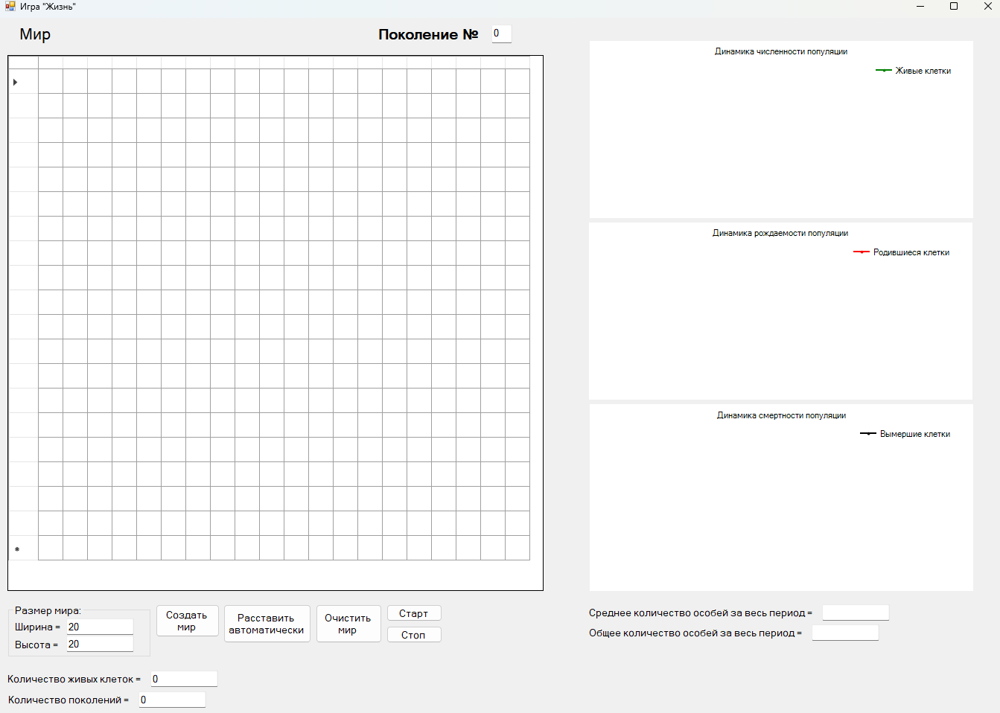 Игра "Жизнь"
Мир
Поколение № 0
Динамика численности популяции
Живые клетки
Динамика рождаемости популяции
Родившиеся клетки
Динамика смертности популяции
Вымершие клетки
Размер мира:
Ширина = 20
Высота = 20
Создать
мир
Расставить
автоматически
Очистить
мир
Старт
Стоп
Количество живых клеток = 0
Количество поколений = 0
Среднее количество особей за весь период =
Общее количество особей за весь период =